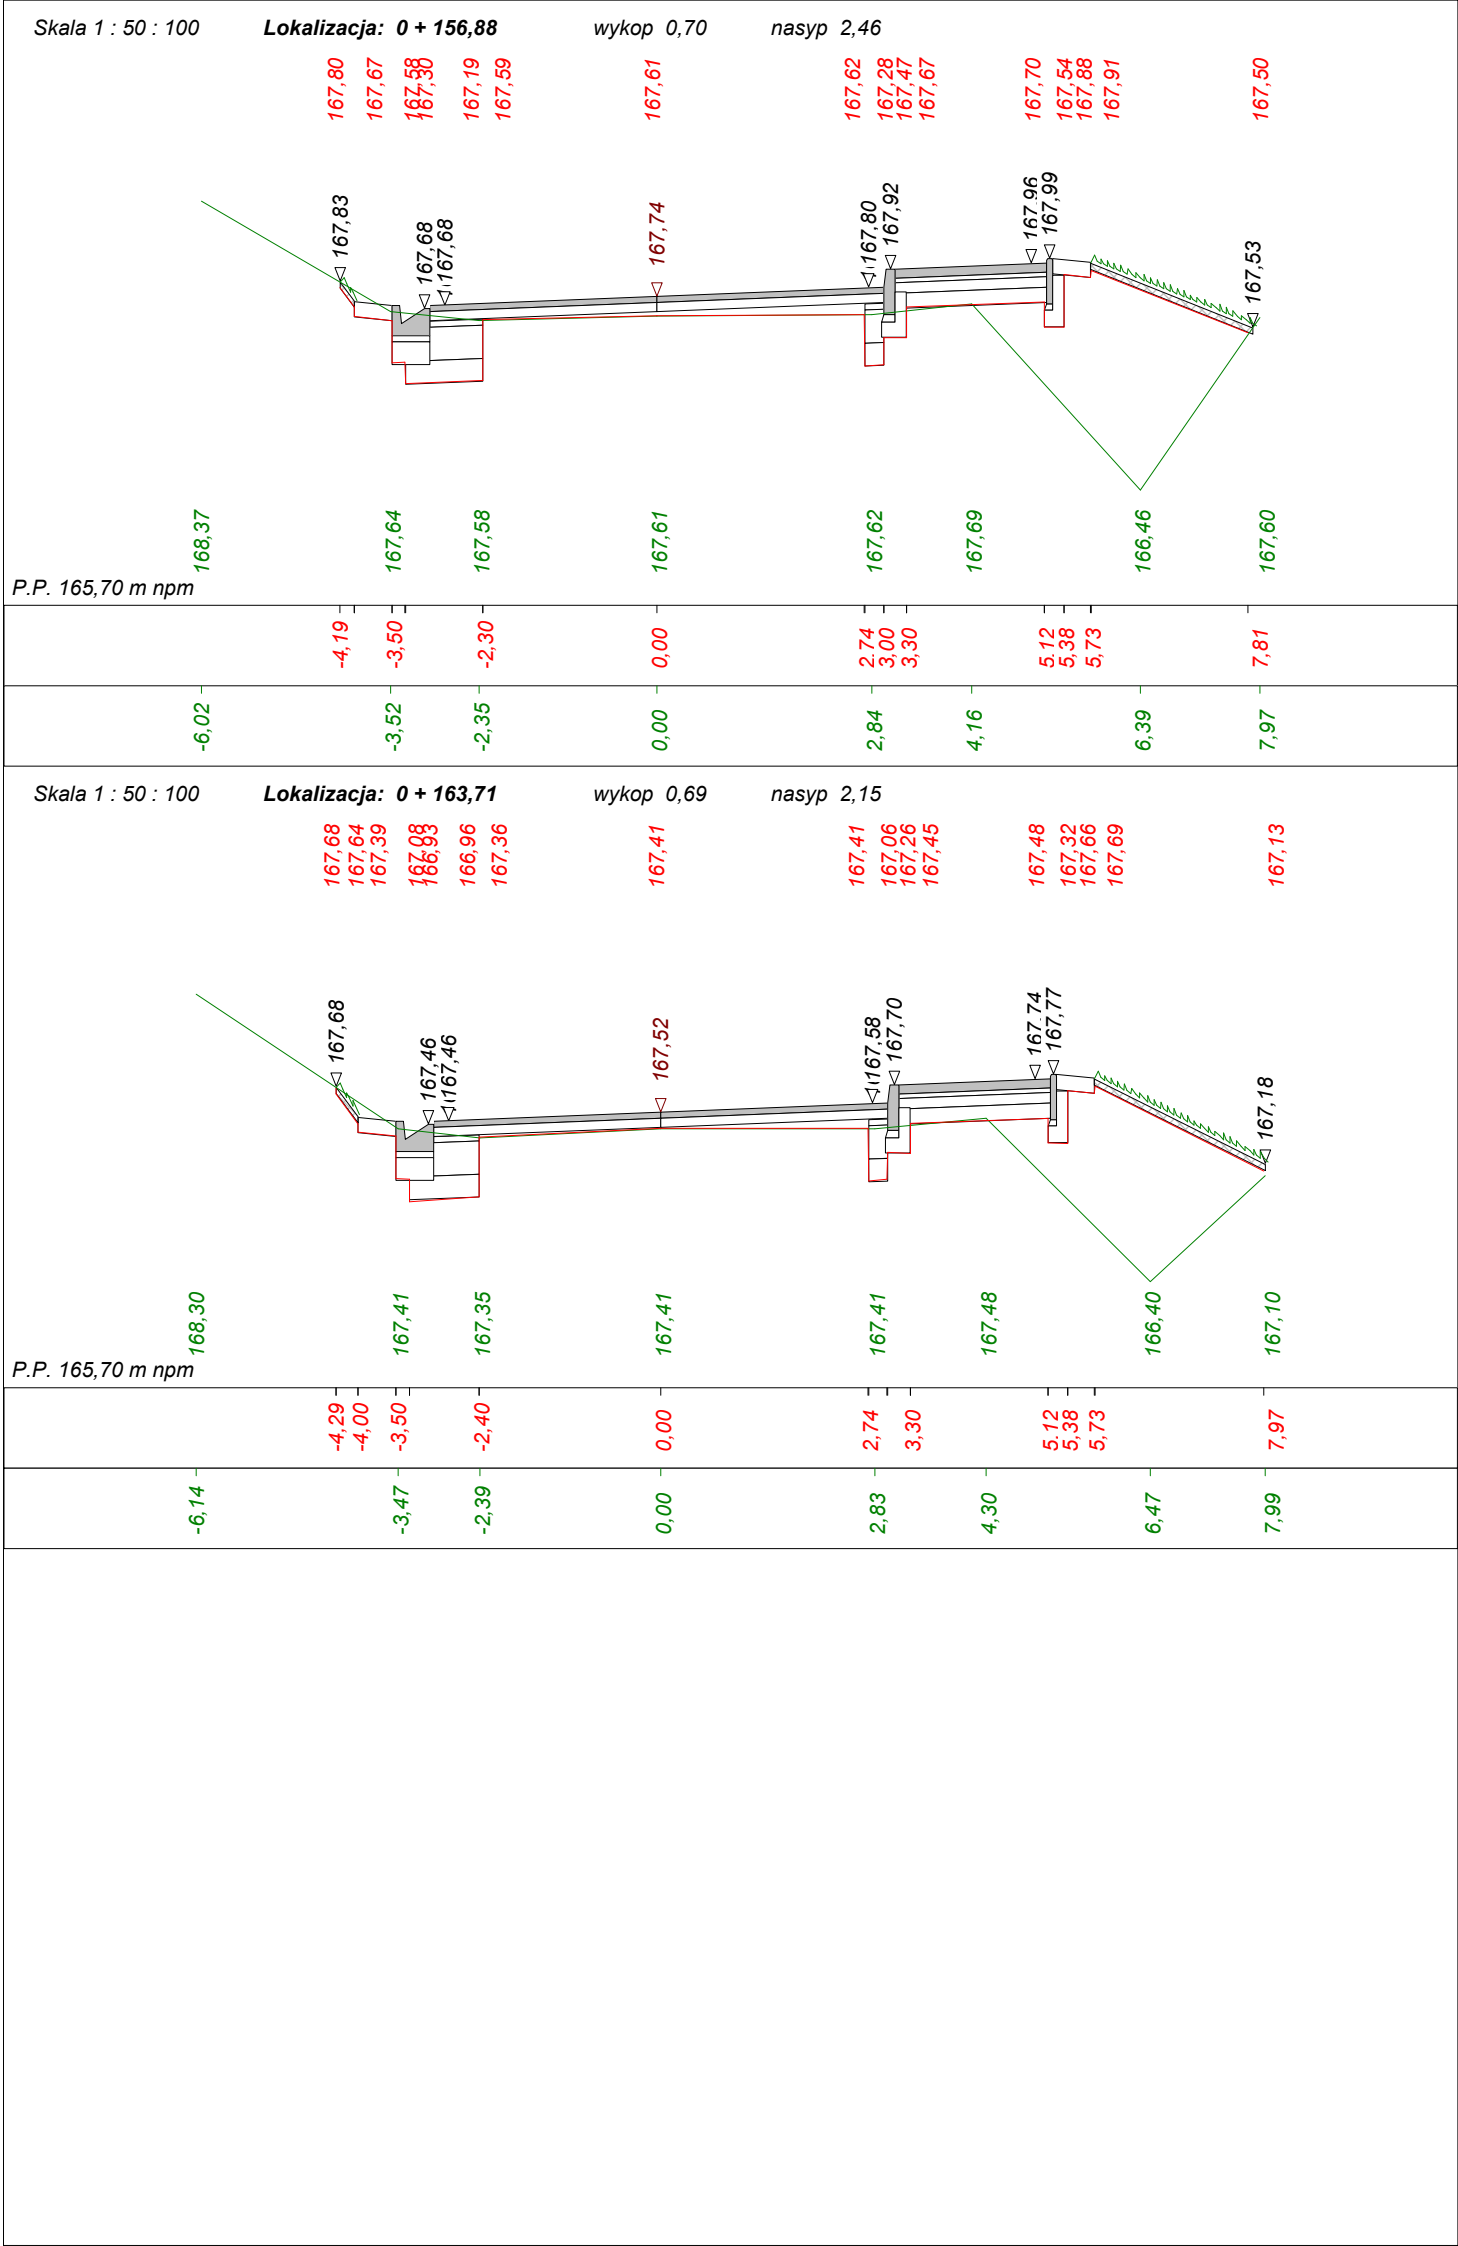 Skala 1 : 50 : 100 Lokalizacja: 0 + 156,88 wykop 0,70 nasyp 2,46
167,80 167,67 167,58 167,30 167,19 167,59 167,61 167,62 167,28 167,47 167,67 167,70 167,54 167,88 167,91 167,50
167,83 167,68 167,68 167,74 167,80 167,92 167,96 167,99 167,53
168,37 167,64 167,58 167,61 167,62 167,69 166,46 167,60
P.P. 165,70 m npm
-4,19 -3,50 -2,30 0,00 2,74 3,00 3,30 5,12 5,38 5,73 7,81
-6,02 -3,52 -2,35 0,00 2,84 4,16 6,39 7,97
Skala 1 : 50 : 100 Lokalizacja: 0 + 163,71 wykop 0,69 nasyp 2,15
167,68 167,64 167,39 167,08 166,93 166,96 167,36 167,41 167,41 167,06 167,26 167,45 167,48 167,32 167,66 167,69 167,13
167,68 167,46 167,46 167,52 167,58 167,70 167,74 167,77 167,18
168,30 167,41 167,35 167,41 167,41 167,48 166,40 167,10
P.P. 165,70 m npm
-4,29 -4,00 -3,50 -2,40 0,00 2,74 3,30 5,12 5,38 5,73 7,97
-6,14 -3,47 -2,39 0,00 2,83 4,30 6,47 7,99